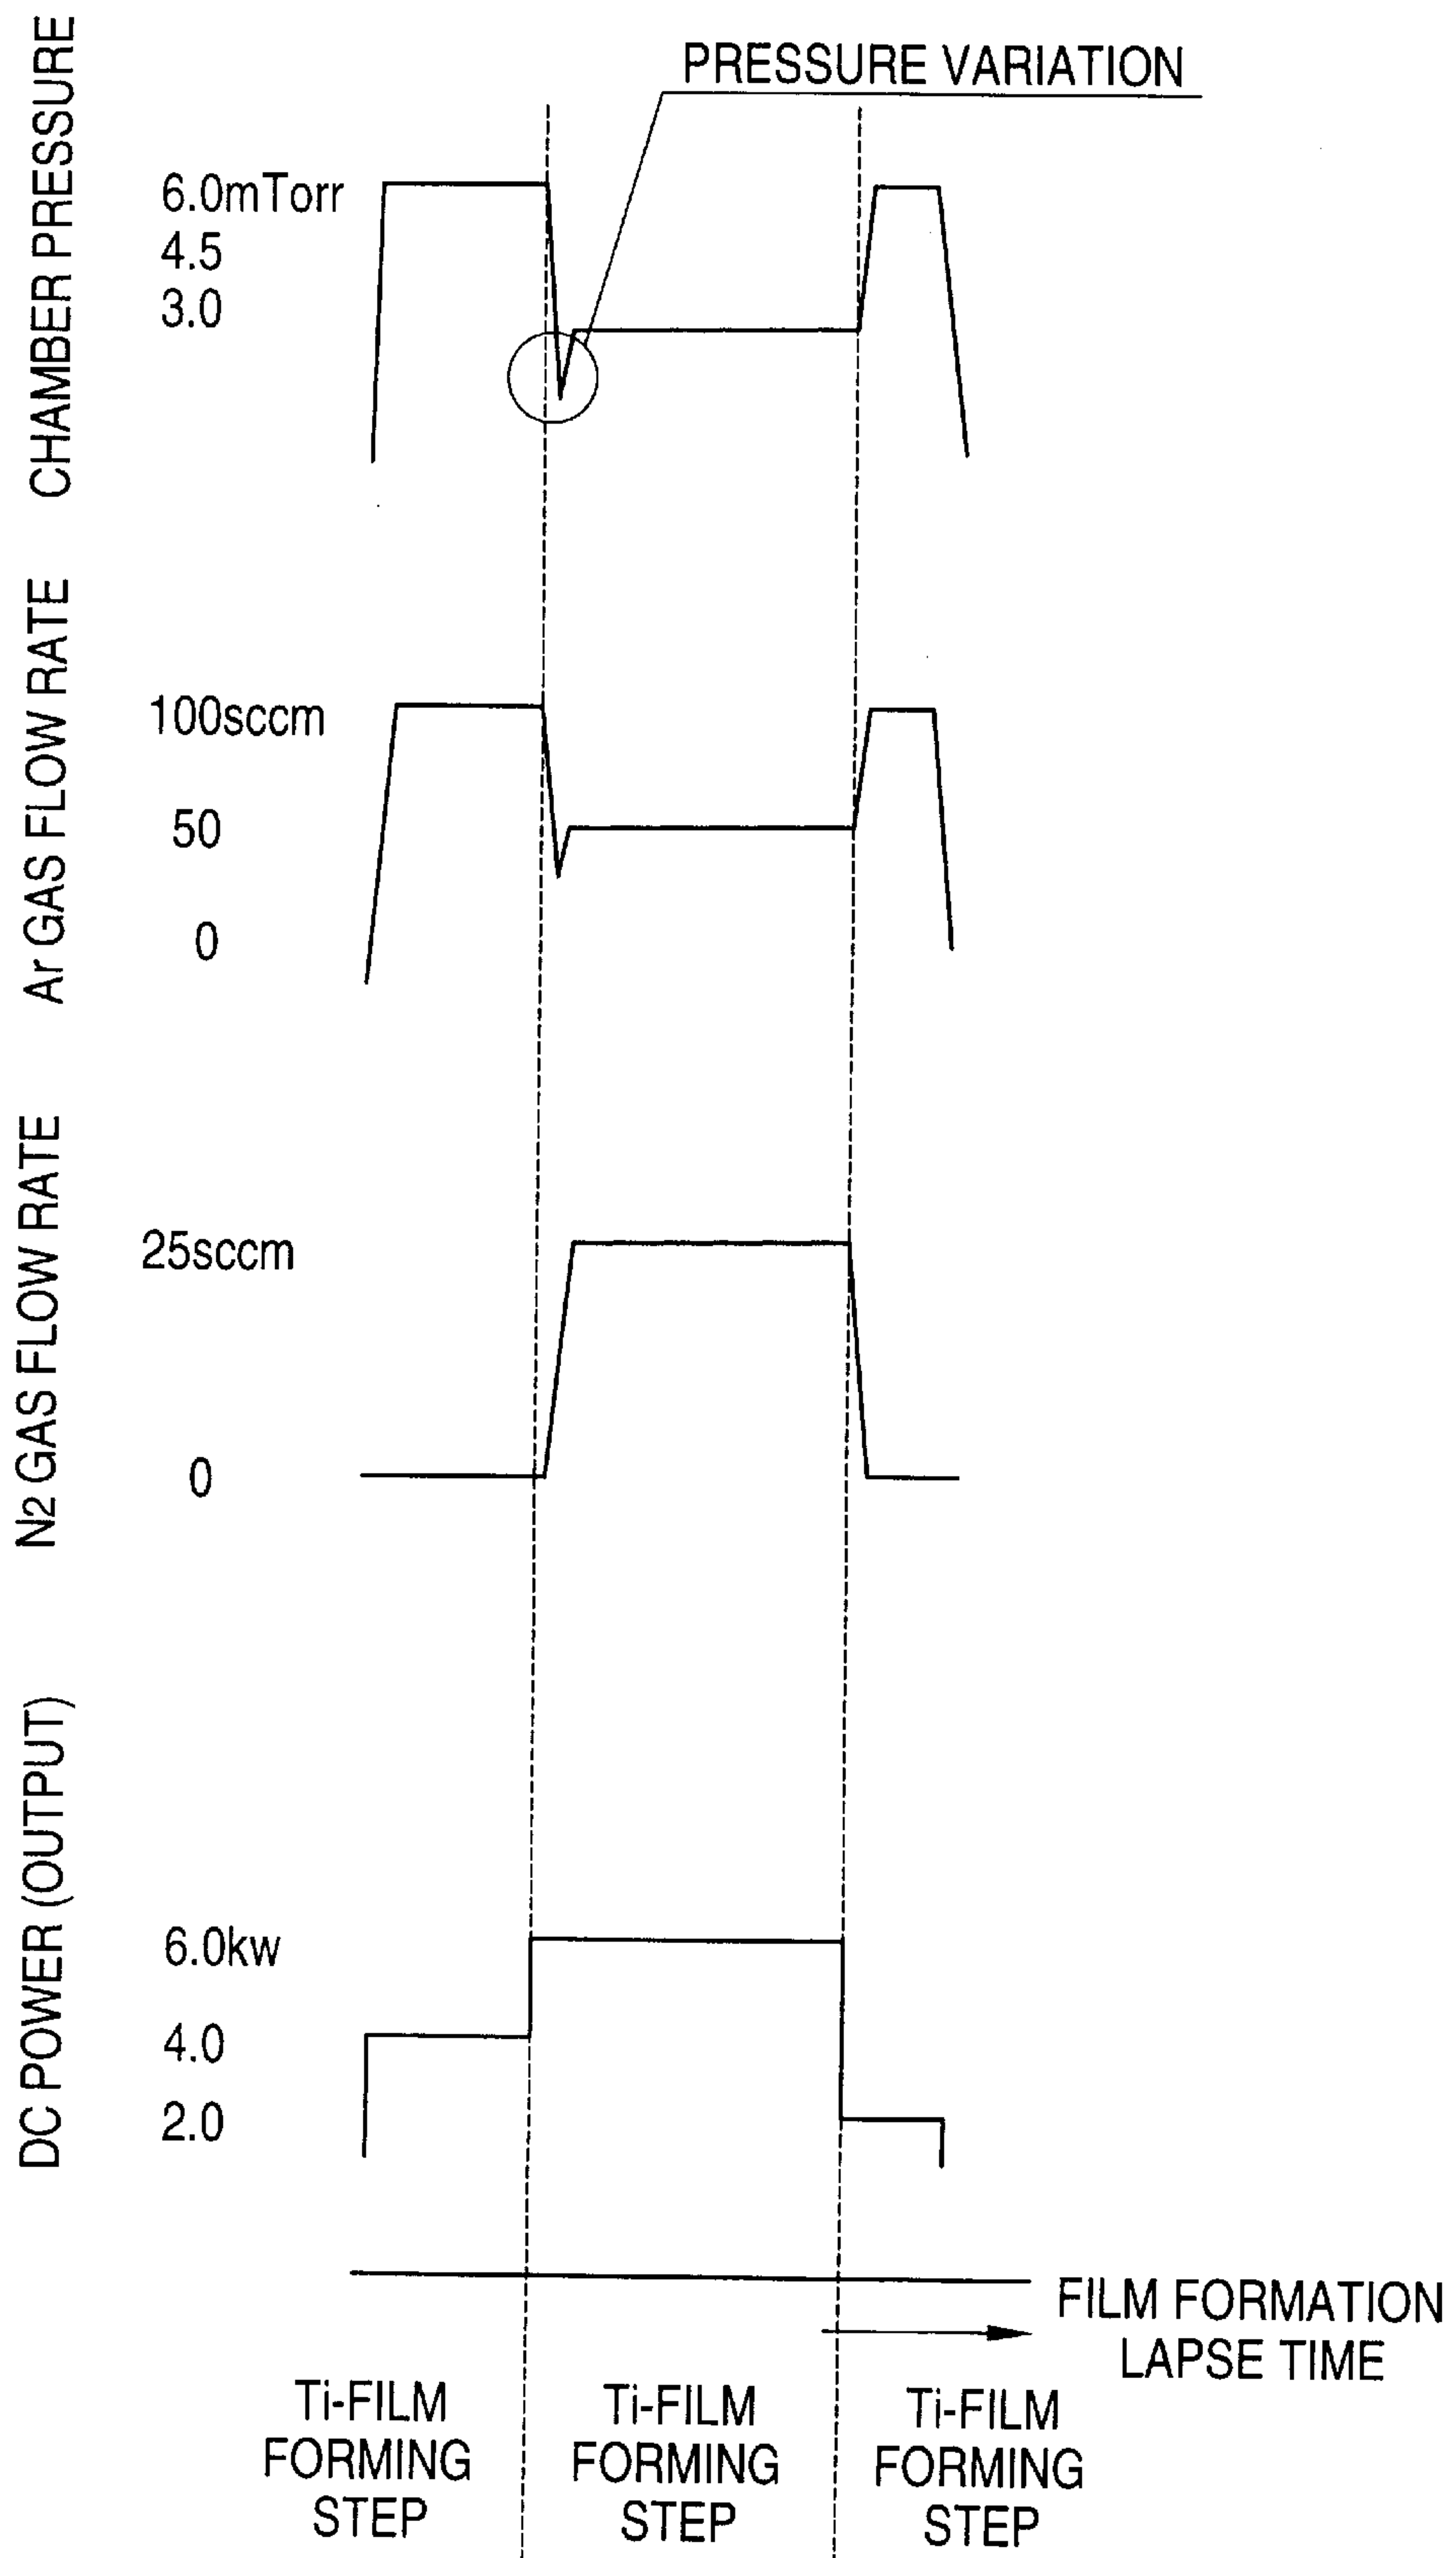 PRESSURE VARIATION
CHAMBER PRESSURE
6.0mTorr
4.5
3.0
Ar GAS FLOW RATE
100sccm
50
0
N2 GAS FLOW RATE
25sccm
0
DC POWER (OUTPUT)
6.0kw
4.0
2.0
FILM FORMATION
LAPSE TIME
Ti-FILM
FORMING
STEP
Ti-FILM
FORMING
STEP
Ti-FILM
FORMING
STEP